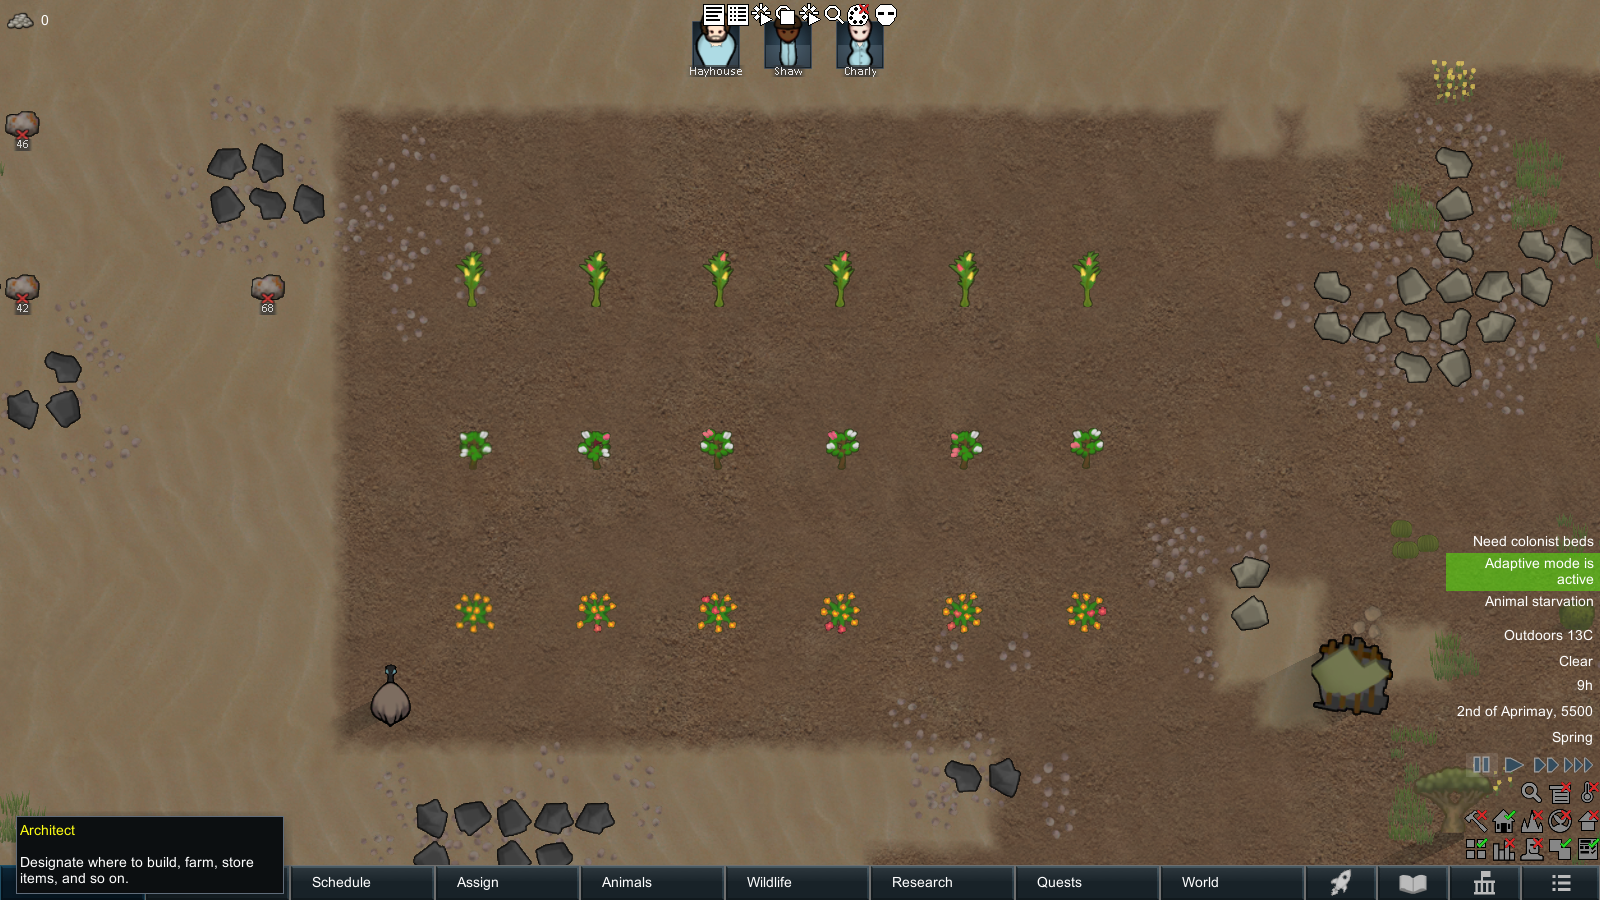 0
Hayhouse
Shaw
Charly
46
42
68
Need colonist beds
Adaptive mode is
active
Animal starvation
Outdoors 13C
Clear
9h
2nd of Aprimay, 5500
Spring
Architect
Designate where to build, farm, store
items, and so on.
Schedule
Assign
Animals
Wildlife
Research
Quests
World